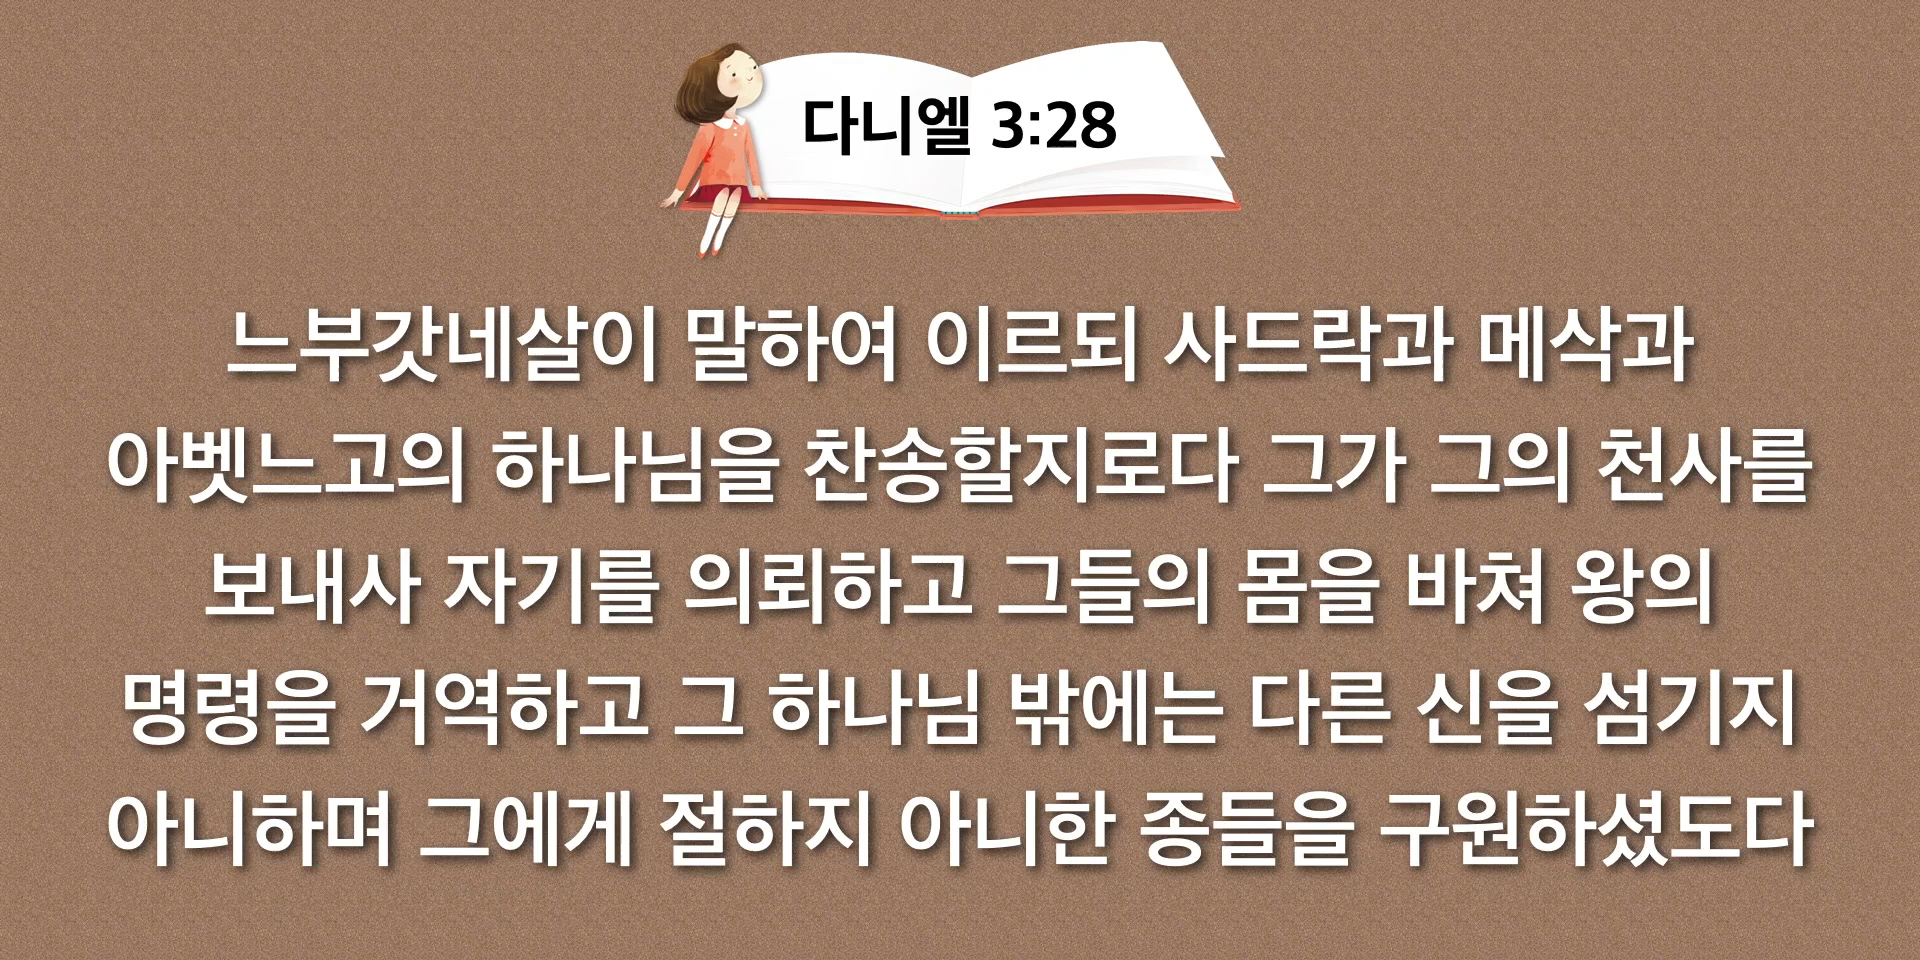 다니엘 3:28
느부갓네살이 말하여 이르되 사드락과 메삭과
아벳느고의 하나님을 찬송할지로다 그가 그의 천사를
보내사 자기를 의뢰하고 그들의 몸을 바쳐 왕의
명령을 거역하고 그 하나님 밖에는 다른 신을 섬기지
아니하며 그에게 절하지 아니한 종들을 구원하셨도다